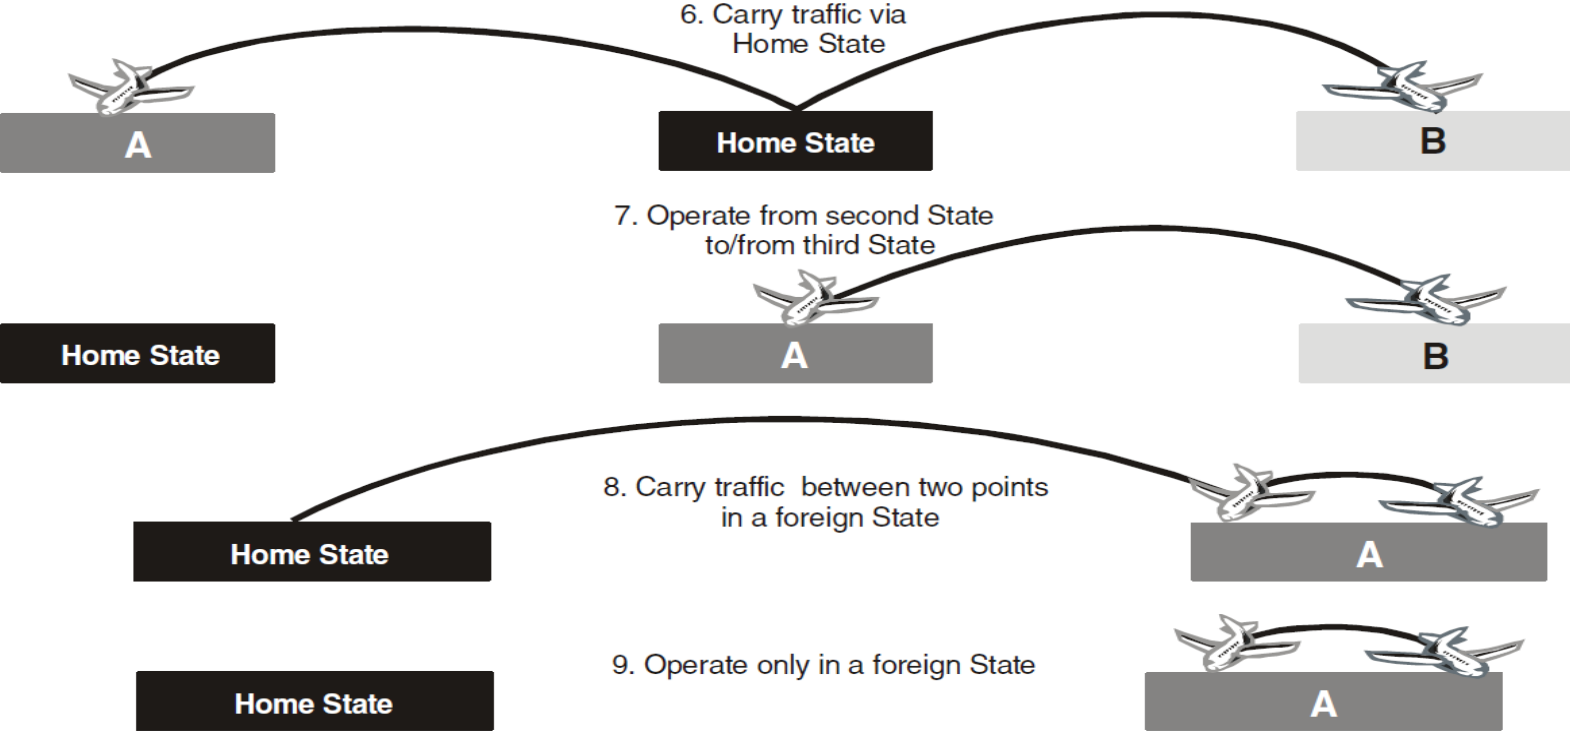 6. Carry traffic via
Home State
A
Home State
B
7. Operate from second State
to/from third State
Home State
A
B
8. Carry traffic between two points
in a foreign State
Home State
A
9. Operate only in a foreign State
Home State
A